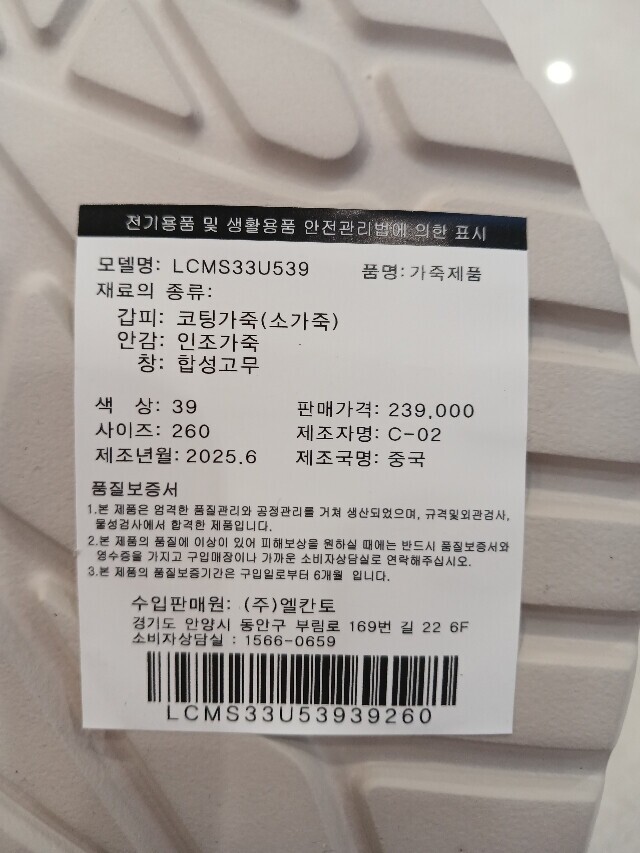 전기용품 및 생활용품 안전관리법에 의한 표시
모델명: LCMS33U539 품명: 가죽제품
재료의 종류:
갑피: 코팅가죽(소가죽)
안감: 인조가죽
창: 합성고무
색 상: 39 판매가격: 239,000
사이즈: 260 제조자명: C-02
제조년월: 2025.6 제조국명: 중국
품질보증서
1.본 제품은 엄격한 품질관리와 공정관리를 거쳐 생산되었으며, 규격및외관검사,
물성검사에서 합격한 제품입니다.
2.본 제품의 품질에 이상이 있어 피해보상을 원하실 때에는 반드시 품질보증서와
영수증을 가지고 구입매장이나 가까운 소비자상담실로 연락해주십시오.
3.본 제품의 품질보증기간은 구입일로부터 6개월 입니다.
수입판매원: (주)엘칸토
경기도 안양시 동안구 부림로 169번 길 22 6F
소비자상담실 : 1566-0659
LCMS33U53939260